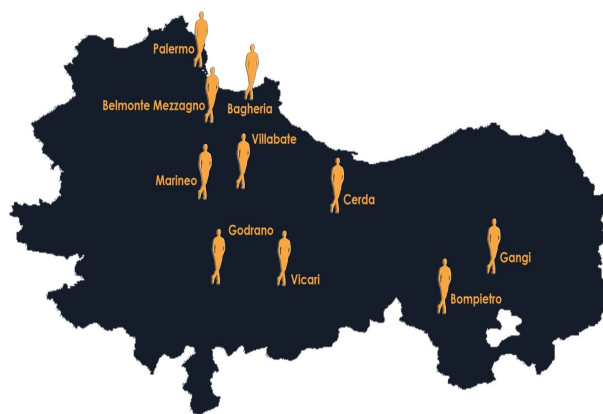 Palermo
Belmonte Mezzagno
Bagheria
Villabate
Marineo
Cerda
Godrano
Vicari
Gangi
Bompietro